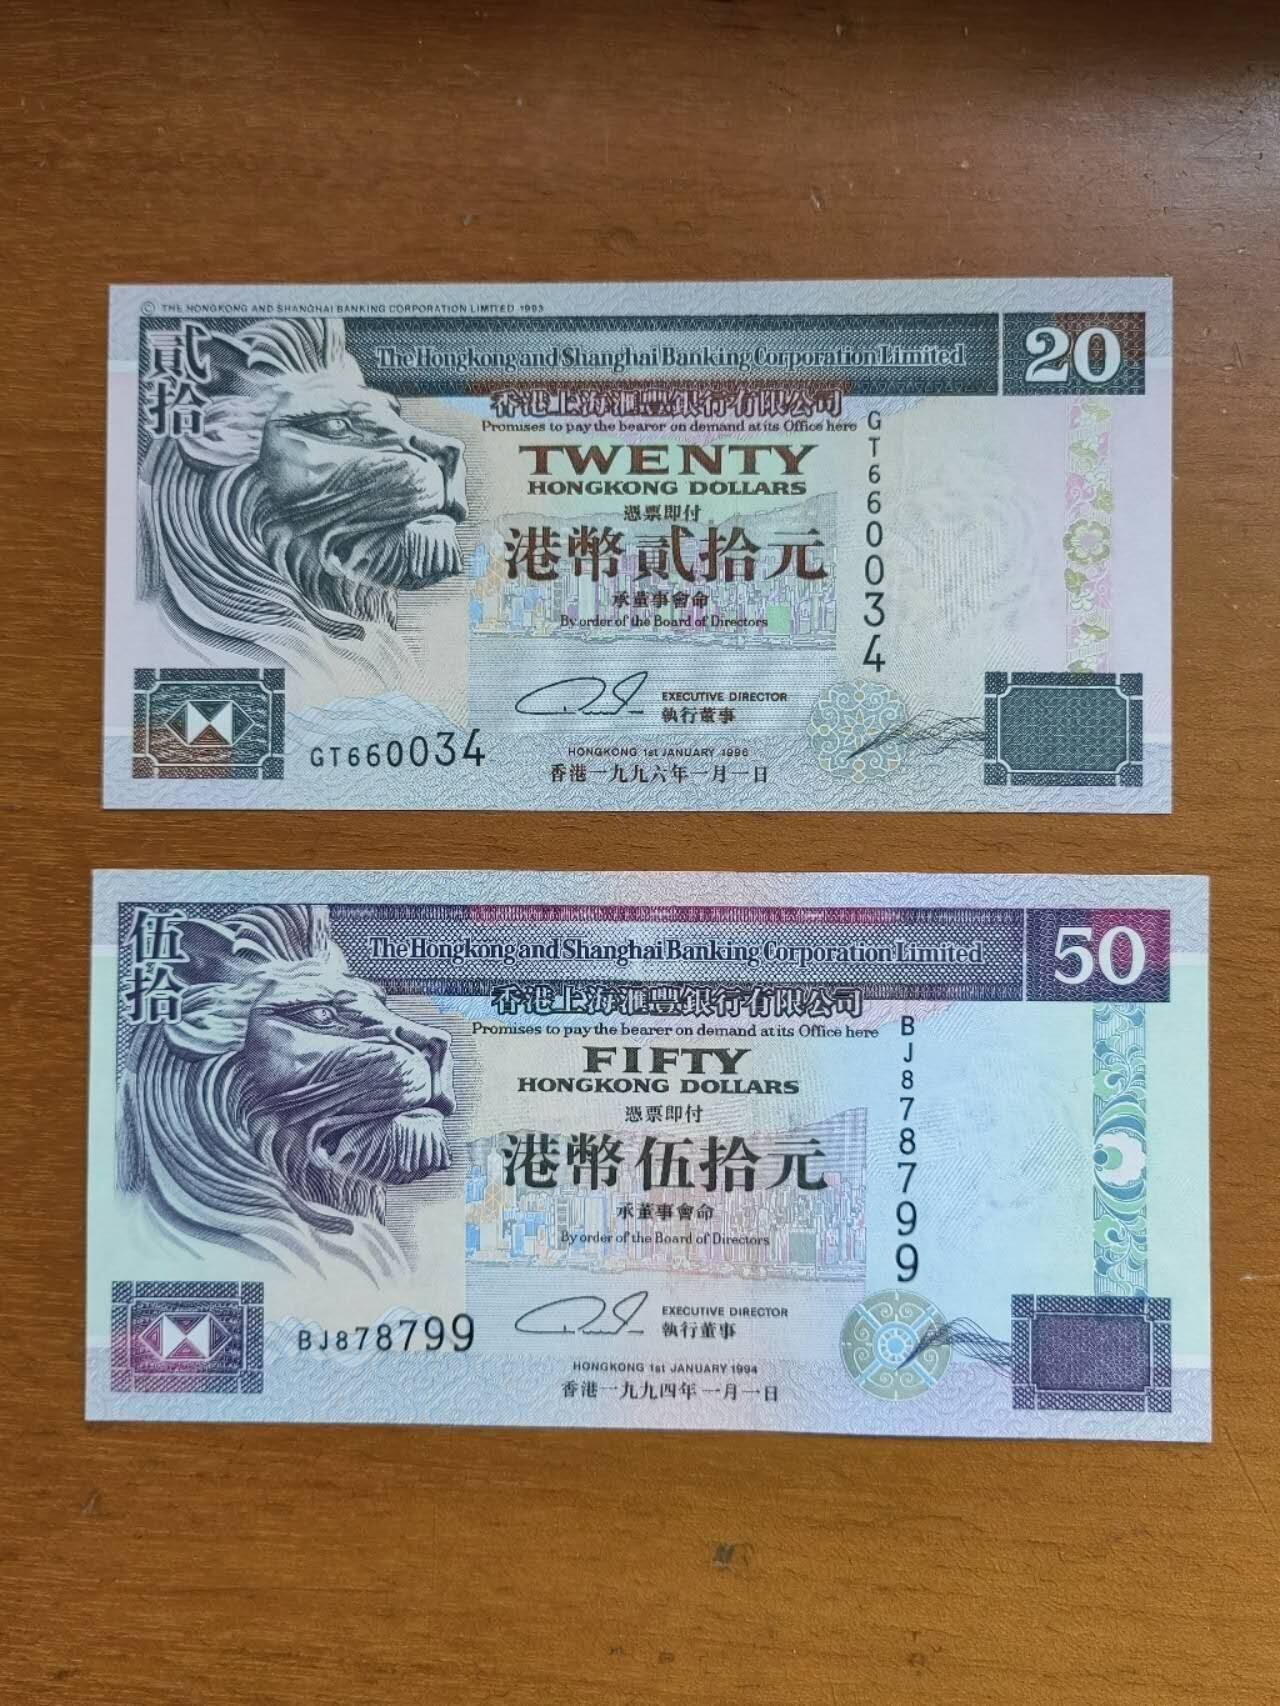 © THE HONGKONG AND SHANGHAI BANKING CORPORATION LIMITED 1993
貳拾
The Hongkong and Shanghai Banking Corporation Limited
20
香港上海滙豐銀行有限公司
Promises to pay the bearer on demand at its Office here
GT660034
TWENTY
HONGKONG DOLLARS
憑票即付
港幣貳拾元
承董事會命
By order of the Board of Directors
EXECUTIVE DIRECTOR
執行董事
GT660034
HONGKONG 1st JANUARY 1996
香港一九九六年一月一日
伍拾
The Hongkong and Shanghai Banking Corporation Limited
50
香港上海滙豐銀行有限公司
Promises to pay the bearer on demand at its Office here
BJ878799
FIFTY
HONGKONG DOLLARS
憑票即付
港幣伍拾元
承董事會命
By order of the Board of Directors
EXECUTIVE DIRECTOR
執行董事
BJ878799
HONGKONG 1st JANUARY 1994
香港一九九四年一月一日